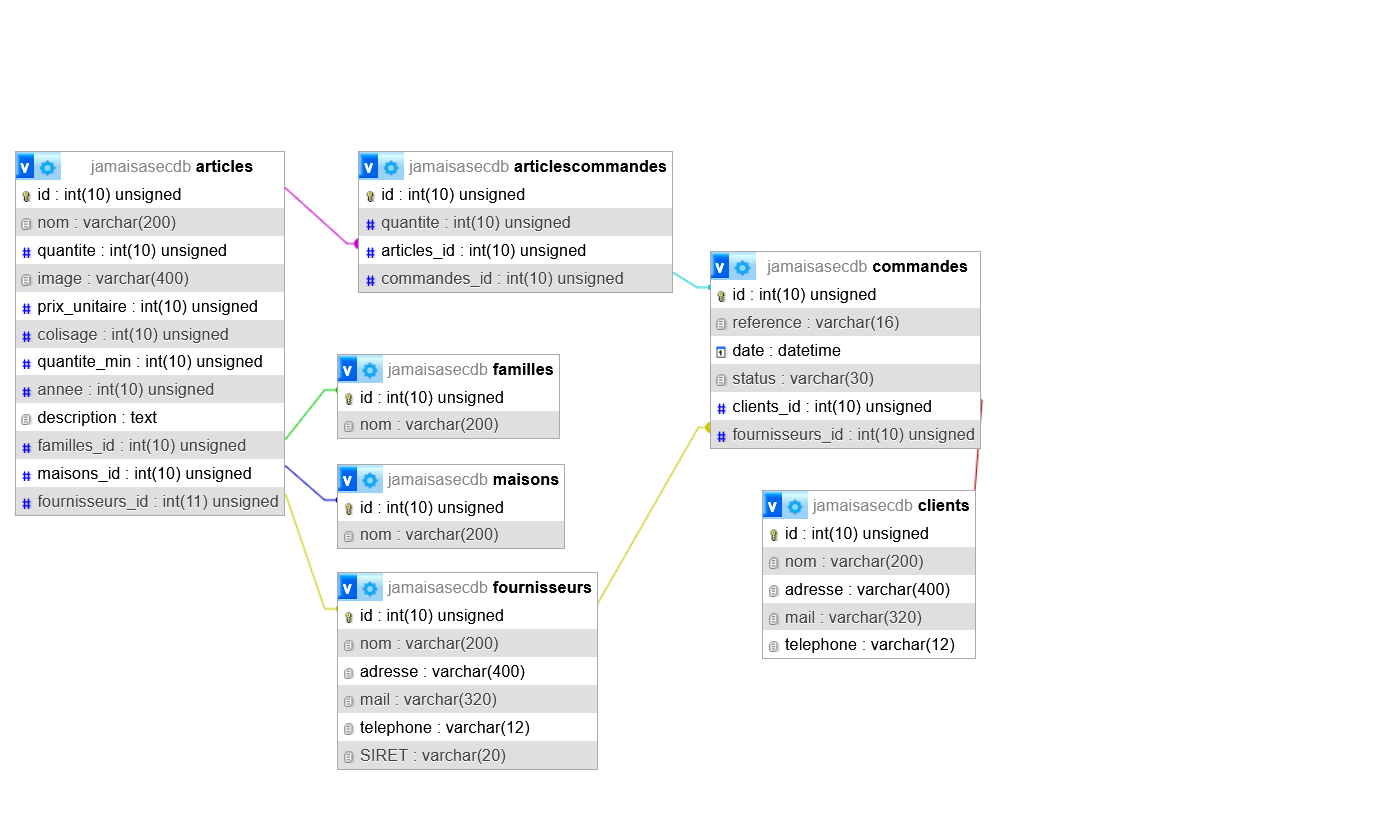 v jamaisasecdb articles
id : int(10) unsigned
nom : varchar(200)
# quantite : int(10) unsigned
image : varchar(400)
# prix_unitaire : int(10) unsigned
# colisage : int(10) unsigned
# quantite_min : int(10) unsigned
# annee : int(10) unsigned
description : text
# familles_id : int(10) unsigned
# maisons_id : int(10) unsigned
# fournisseurs_id : int(11) unsigned
v jamaisasecdb articlescommandes
id : int(10) unsigned
# quantite : int(10) unsigned
# articles_id : int(10) unsigned
# commandes_id : int(10) unsigned
v jamaisasecdb familles
id : int(10) unsigned
nom : varchar(200)
v jamaisasecdb maisons
id : int(10) unsigned
nom : varchar(200)
v jamaisasecdb fournisseurs
id : int(10) unsigned
nom : varchar(200)
adresse : varchar(400)
mail : varchar(320)
telephone : varchar(12)
SIRET : varchar(20)
v jamaisasecdb commandes
id : int(10) unsigned
reference : varchar(16)
date : datetime
status : varchar(30)
# clients_id : int(10) unsigned
# fournisseurs_id : int(10) unsigned
v jamaisasecdb clients
id : int(10) unsigned
nom : varchar(200)
adresse : varchar(400)
mail : varchar(320)
telephone : varchar(12)